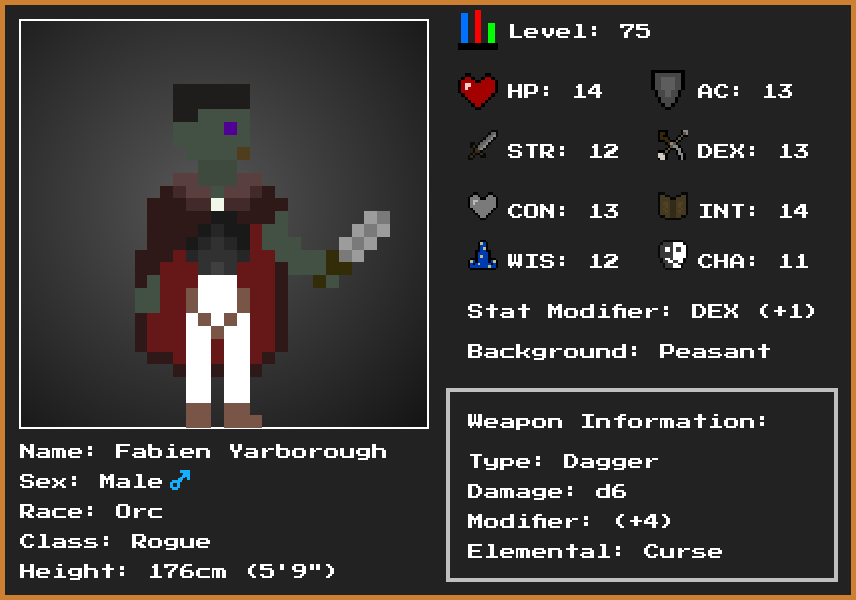 Level: 75
HP: 14 AC: 13
STR: 12 DEX: 13
CON: 13 INT: 14
WIS: 12 CHA: 11
Stat Modifier: DEX (+1)
Background: Peasant
Weapon Information:
Type: Dagger
Damage: d6
Modifier: (+4)
Elemental: Curse
Name: Fabien Yarborough
Sex: Male♂
Race: Orc
Class: Rogue
Height: 176cm (5'9")